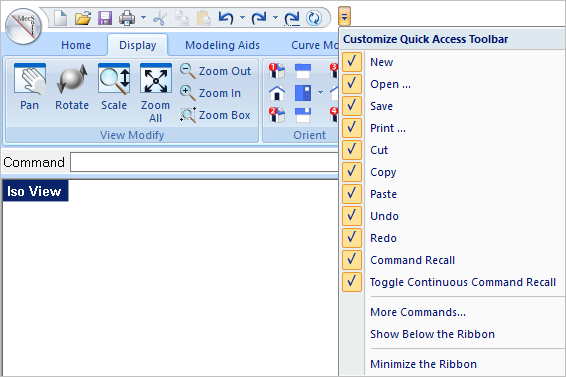 Customize Quick Access Toolbar
Home Display Modeling Aids Curve Mo
Pan Rotate Scale Zoom All
Zoom Out
Zoom In
Zoom Box
View Modify Orient
Command
Iso View
New
Open ...
Save
Print ...
Cut
Copy
Paste
Undo
Redo
Command Recall
Toggle Continuous Command Recall
More Commands...
Show Below the Ribbon
Minimize the Ribbon